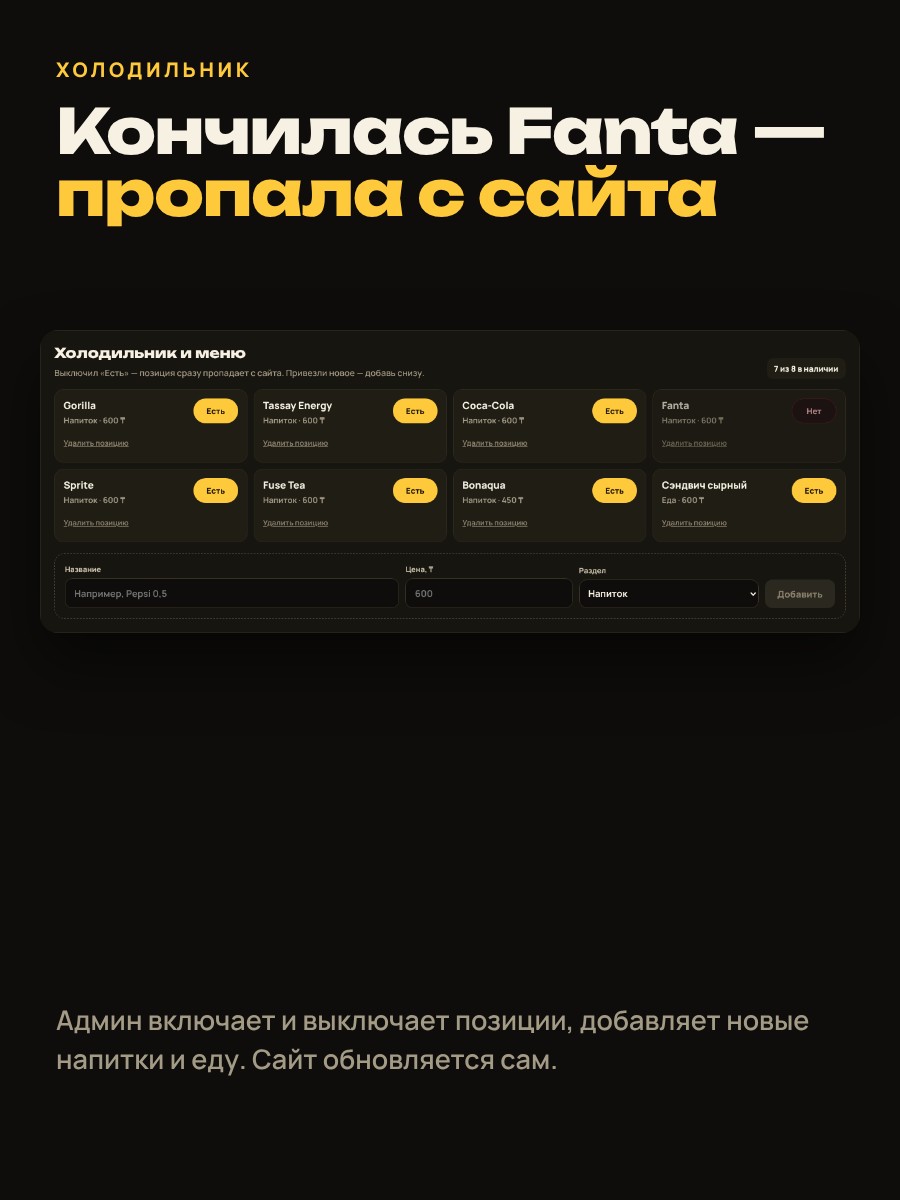 ХОЛОДИЛЬНИК
Кончилась Fanta —
пропала с сайта
Холодильник и меню
Выключил «Есть» — позиция сразу пропадает с сайта. Привезли новое — добавь снизу.
7 из 8 в наличии
Gorilla
Напиток · 600 ₸
Есть
Удалить позицию
Tassay Energy
Напиток · 600 ₸
Есть
Удалить позицию
Coca-Cola
Напиток · 600 ₸
Есть
Удалить позицию
Fanta
Напиток · 600 ₸
Нет
Удалить позицию
Sprite
Напиток · 600 ₸
Есть
Удалить позицию
Fuse Tea
Напиток · 600 ₸
Есть
Удалить позицию
Bonaqua
Напиток · 450 ₸
Есть
Удалить позицию
Сэндвич сырный
Еда · 600 ₸
Есть
Удалить позицию
Название
Например, Pepsi 0,5
Цена, ₸
600
Раздел
Напиток
Добавить
Админ включает и выключает позиции, добавляет новые
напитки и еду. Сайт обновляется сам.